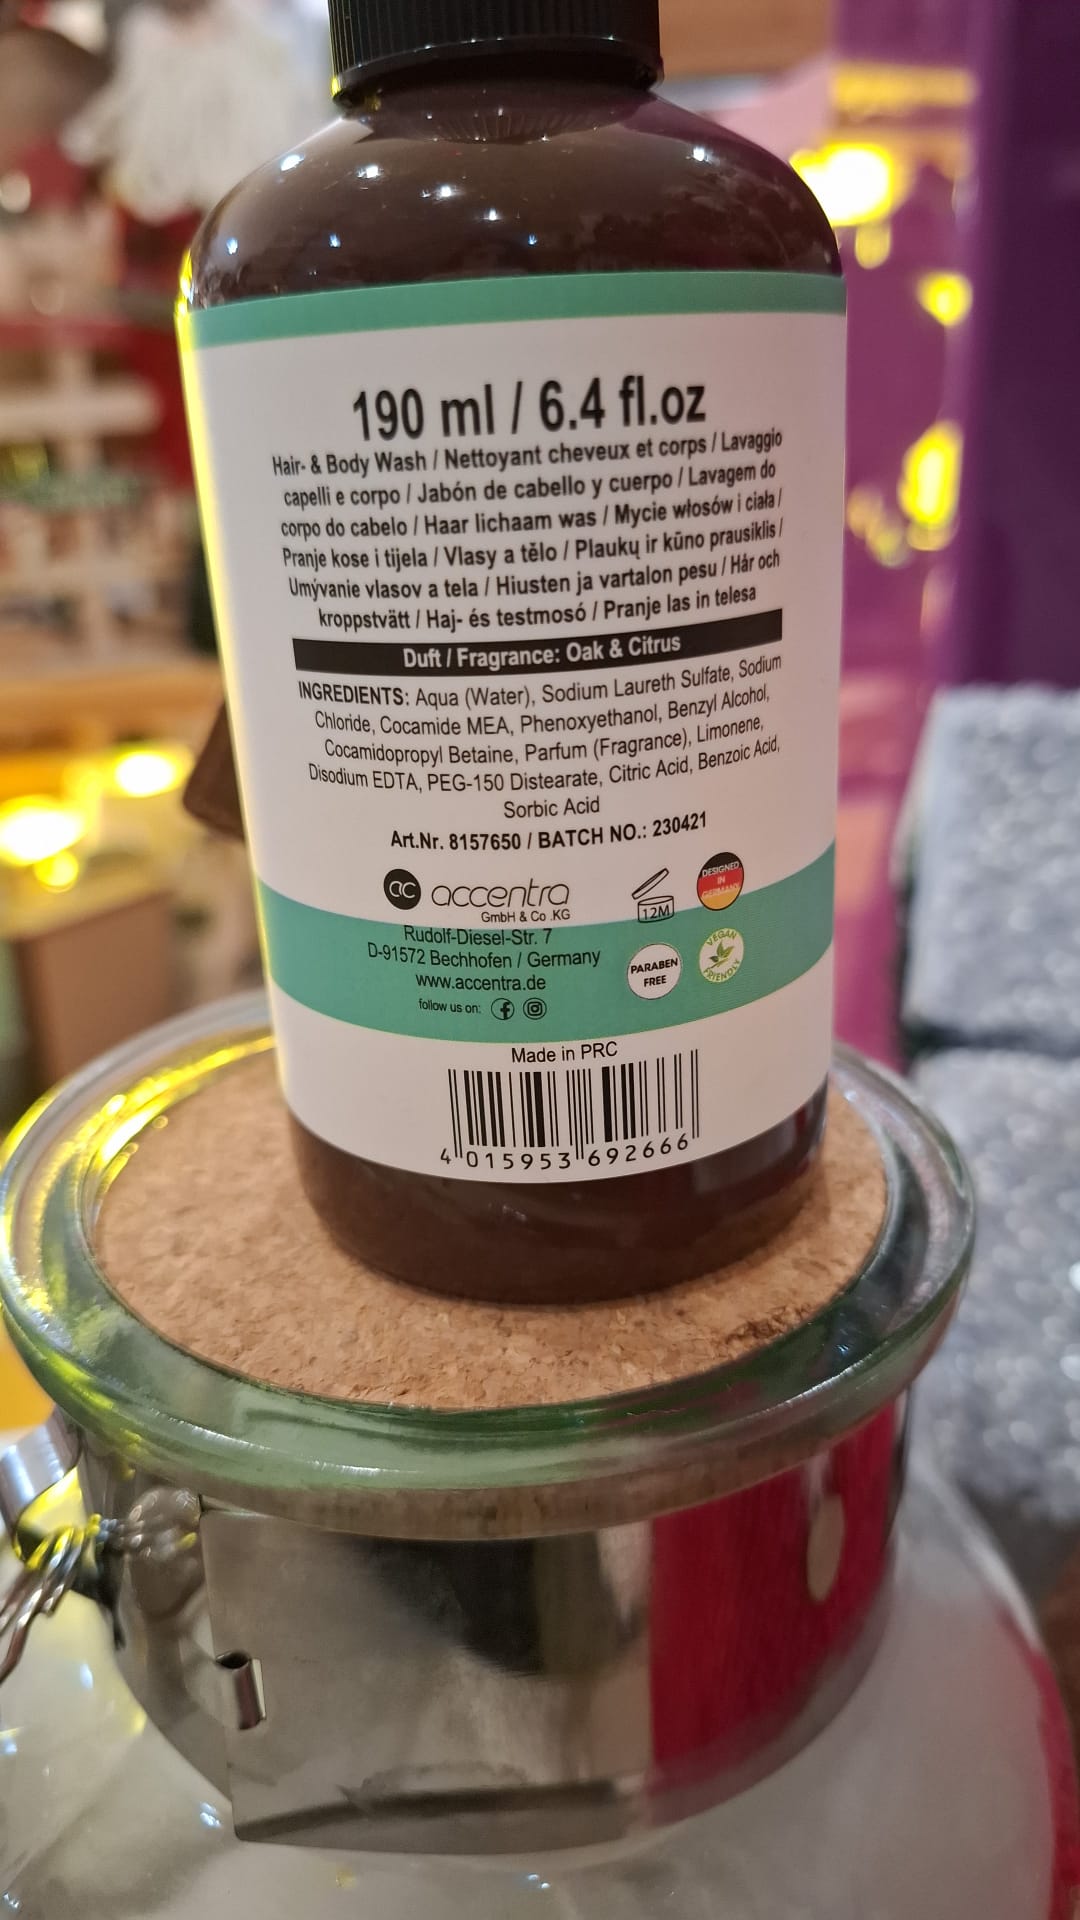 190 ml / 6.4 fl.oz
Hair- & Body Wash / Nettoyant cheveux et corps / Lavaggio
capelli e corpo / Jabón de cabello y cuerpo / Lavagem do
corpo do cabelo / Haar lichaam was / Mycie włosów i ciała /
Pranje kose i tijela / Vlasy a tělo / Plaukų ir kūno prausiklis /
Umývanie vlasov a tela / Hiusten ja vartalon pesu / Hår och
kroppstvätt / Haj- és testmosó / Pranje las in telesa
Duft / Fragrance: Oak & Citrus
INGREDIENTS: Aqua (Water), Sodium Laureth Sulfate, Sodium
Chloride, Cocamide MEA, Phenoxyethanol, Benzyl Alcohol,
Cocamidopropyl Betaine, Parfum (Fragrance), Limonene,
Disodium EDTA, PEG-150 Distearate, Citric Acid, Benzoic Acid,
Sorbic Acid
Art.Nr. 8157650 / BATCH NO.: 230421
ac accentra
GmbH & Co .KG
Rudolf-Diesel-Str. 7
D-91572 Bechhofen / Germany
www.accentra.de
follow us on:
12M
DESIGNED
IN
GERMANY
PARABEN
FREE
VEGAN
FRIENDLY
Made in PRC
4 015953 692666